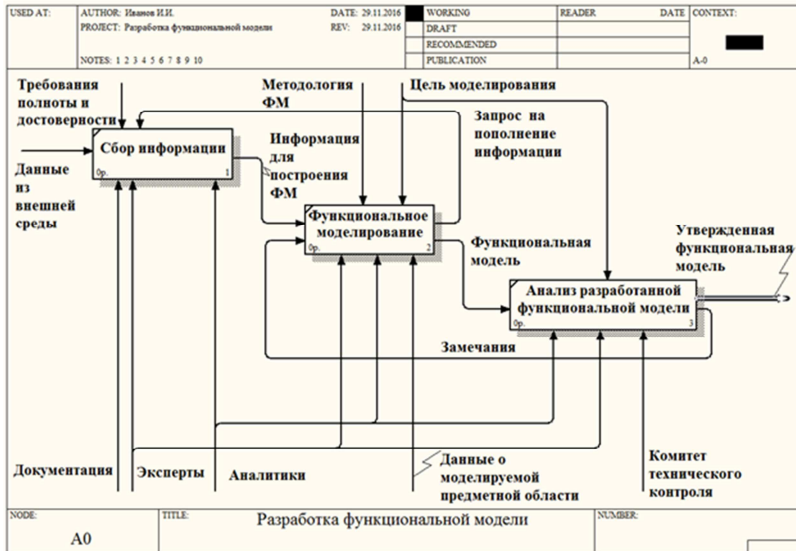 USED AT:
AUTHOR: Иванов И.И.
DATE: 29.11.2016
WORKING
READER
DATE
CONTEXT:
PROJECT: Разработка функциональной модели
REV: 29.11.2016
DRAFT
RECOMMENDED
NOTES: 1 2 3 4 5 6 7 8 9 10
PUBLICATION
A-0
Требования
полноты и
достоверности
Методология
ФМ
Цель моделирования
Запрос на
пополнение
информации
Сбор информации
0р.
1
Данные
из
внешней
среды
Информация
для
построения
ФМ
Функциональное
моделирование
0р.
2
Функциональная
модель
Утвержденная
функциональная
модель
Анализ разработанной
функциональной модели
0р.
3
Замечания
Документация
Эксперты
Аналитики
Данные о
моделируемой
предметной области
Комитет
технического
контроля
NODE:
A0
TITLE:
Разработка функциональной модели
NUMBER: